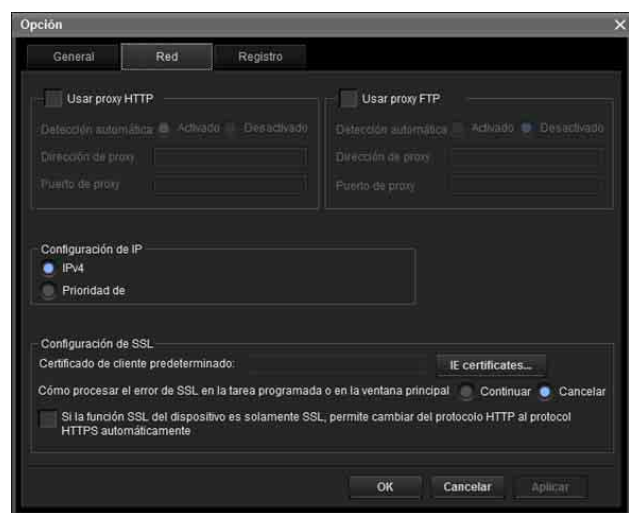 Opción
General Red Registro
Usar proxy HTTP
Detección automática Activado Desactivado
Dirección de proxy
Puerto de proxy
Usar proxy FTP
Detección automática Activado Desactivado
Dirección de proxy
Puerto de proxy
Configuración de IP
IPv4
Prioridad de
Configuración de SSL
Certificado de cliente predeterminado: IE certificates...
Cómo procesar el error de SSL en la tarea programada o en la ventana principal Continuar Cancelar
Si la función SSL del dispositivo es solamente SSL, permite cambiar del protocolo HTTP al protocol
HTTPS automáticamente
OK Cancelar Aplicar